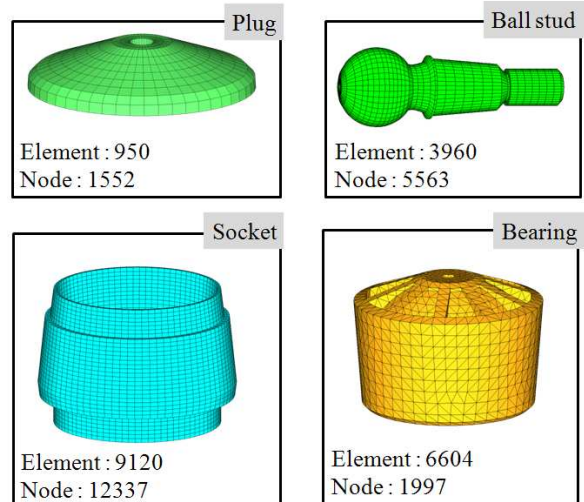 Plug
Element : 950
Node : 1552
Ball stud
Element : 3960
Node : 5563
Socket
Element : 9120
Node : 12337
Bearing
Element : 6604
Node : 1997